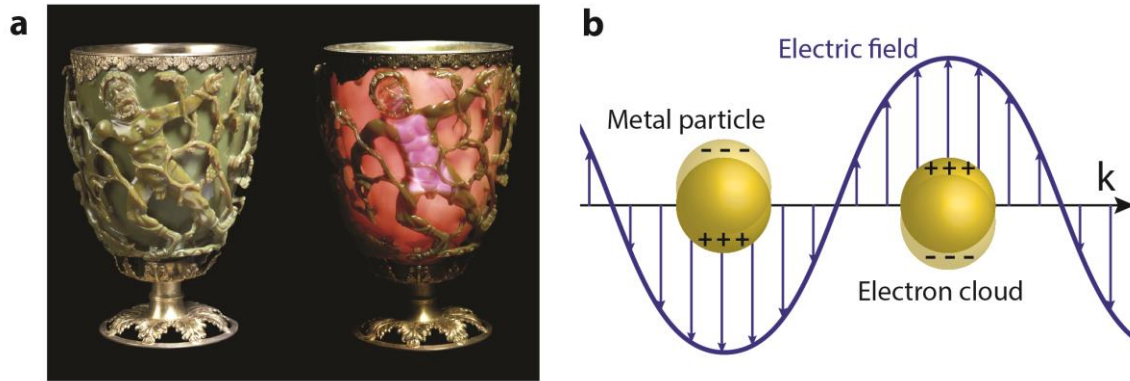 a
b
Electric field
Metal particle
- - -
+ + +
k
+ + +
- - -
Electron cloud